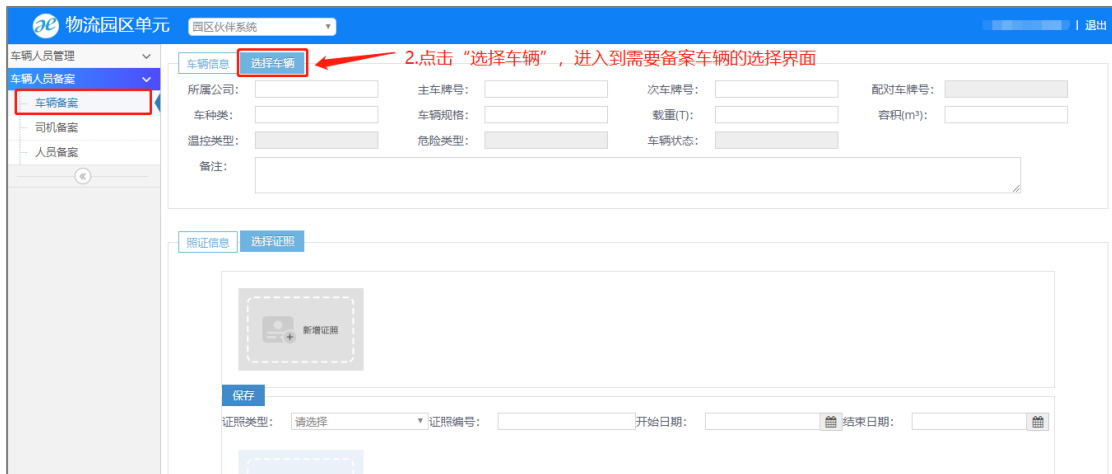 物流园区单元 园区伙伴系统 | 退出
车辆人员管理
车辆人员备案
车辆备案
司机备案
人员备案
车辆信息 选择车辆 2.点击“选择车辆”，进入到需要备案车辆的选择界面
所属公司: 主车牌号: 次车牌号: 配对车牌号:
车种类: 车辆规格: 载重(T): 容积(m³):
温控类型: 危险类型: 车辆状态:
备注:
照证信息 选择证照
新增证照
保存
证照类型: 请选择 证照编号: 开始日期: 结束日期: